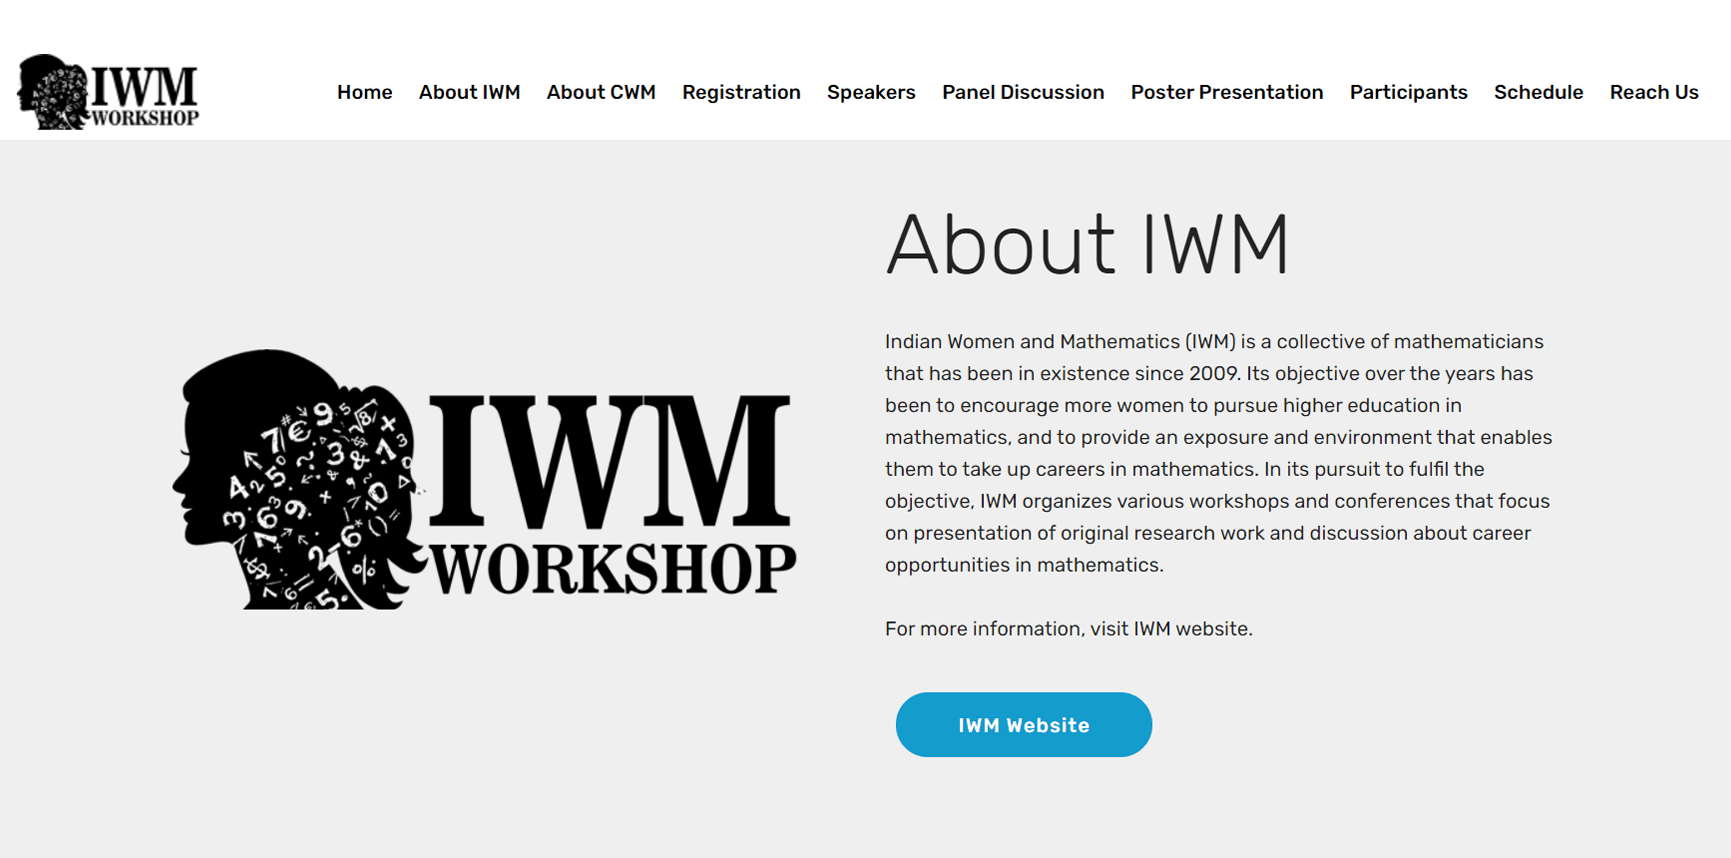 IWM
WORKSHOP
Home About IWM About CWM Registration Speakers Panel Discussion Poster Presentation Participants Schedule Reach Us
About IWM
Indian Women and Mathematics (IWM) is a collective of mathematicians
that has been in existence since 2009. Its objective over the years has
been to encourage more women to pursue higher education in
mathematics, and to provide an exposure and environment that enables
them to take up careers in mathematics. In its pursuit to fulfil the
objective, IWM organizes various workshops and conferences that focus
on presentation of original research work and discussion about career
opportunities in mathematics.
For more information, visit IWM website.
IWM Website
IWM
WORKSHOP